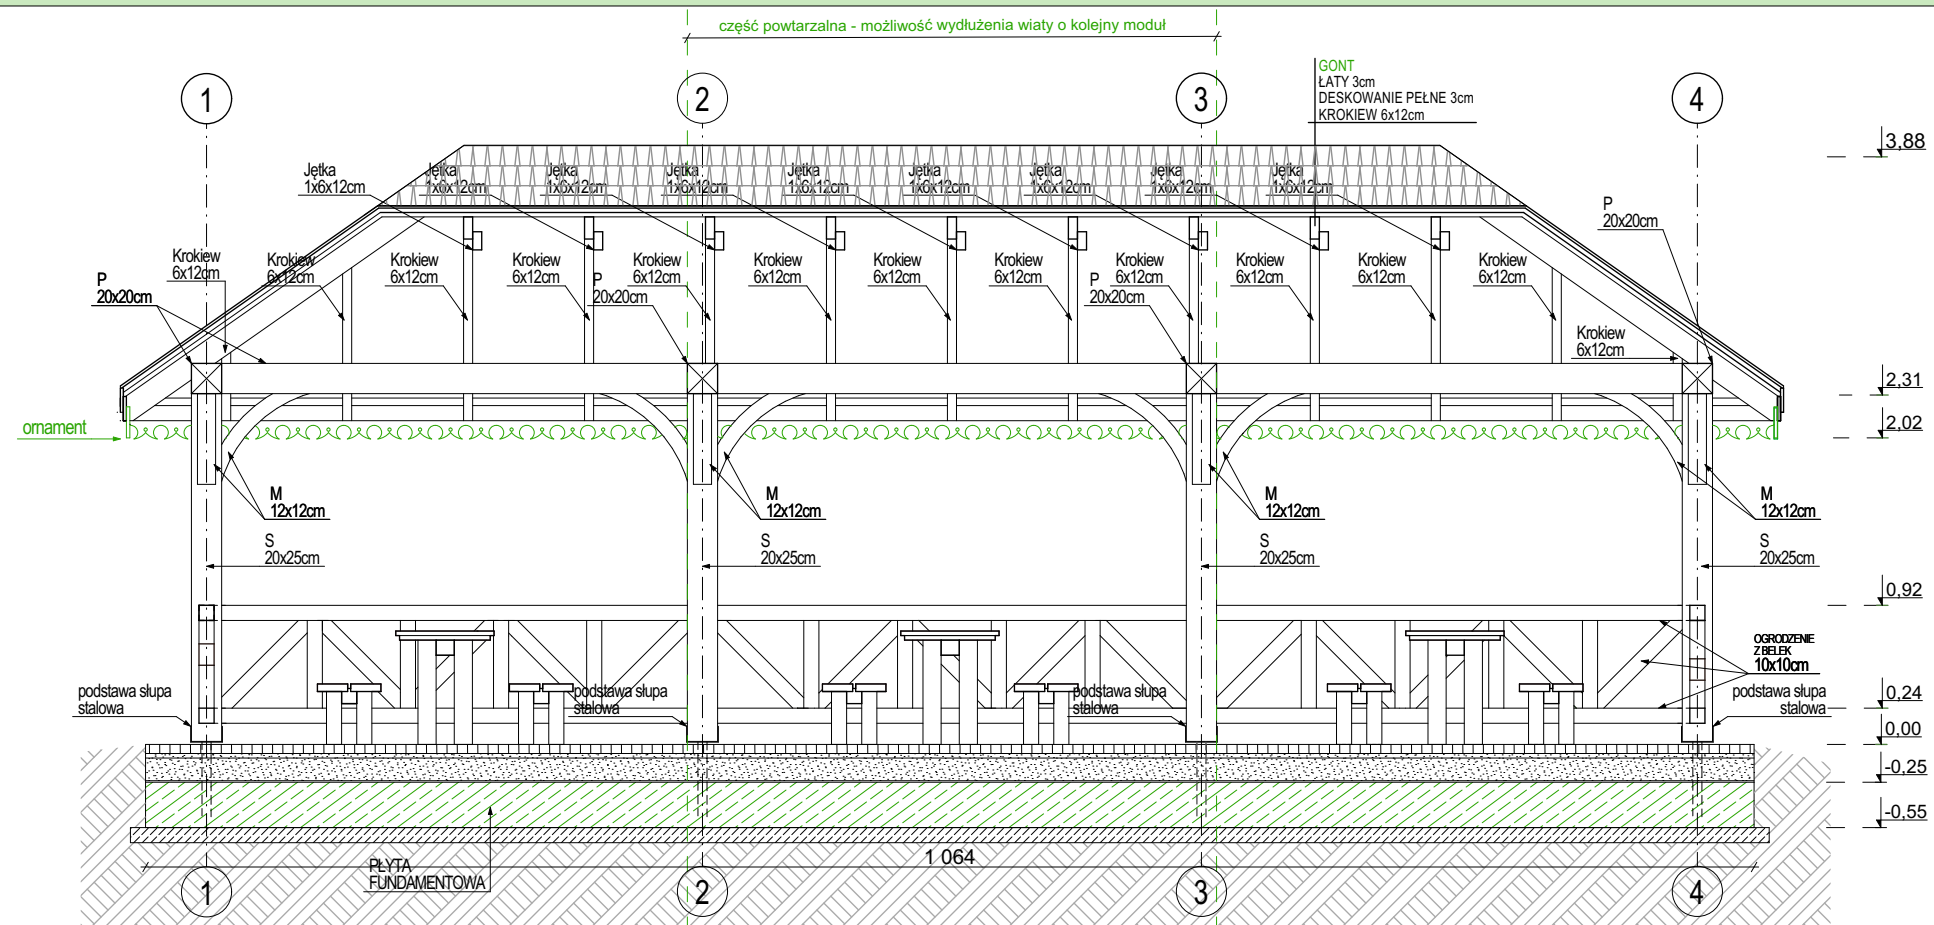 część powtarzalna - możliwość wydłużenia wiaty o kolejny moduł
GONT
ŁATY 3cm
DESKOWANIE PEŁNE 3cm
KROKIEW 6x12cm
1
2
3
4
3,88
Jętka
1x6x12cm
Jętka
1x6x12cm
Jętka
1x6x12cm
Jętka
1x6x12cm
Jętka
1x6x12cm
Jętka
1x6x12cm
Jętka
1x6x12cm
Jętka
1x6x12cm
Jętka
1x6x12cm
P
20x20cm
Krokiew
6x12cm
Krokiew
6x12cm
Krokiew
6x12cm
Krokiew
6x12cm
Krokiew
6x12cm
Krokiew
6x12cm
Krokiew
6x12cm
Krokiew
6x12cm
Krokiew
6x12cm
Krokiew
6x12cm
Krokiew
6x12cm
Krokiew
6x12cm
P
20x20cm
P
20x20cm
P
20x20cm
Krokiew
6x12cm
2,31
ornament
2,02
M
12x12cm
M
12x12cm
M
12x12cm
M
12x12cm
S
20x25cm
S
20x25cm
S
20x25cm
S
20x25cm
0,92
OGRODZENIE
Z BELEK
10x10cm
podstawa słupa
stalowa
podstawa słupa
stalowa
podstawa słupa
stalowa
podstawa słupa
stalowa
0,24
0,00
-0,25
-0,55
1 064
PŁYTA
FUNDAMENTOWA
1
2
3
4